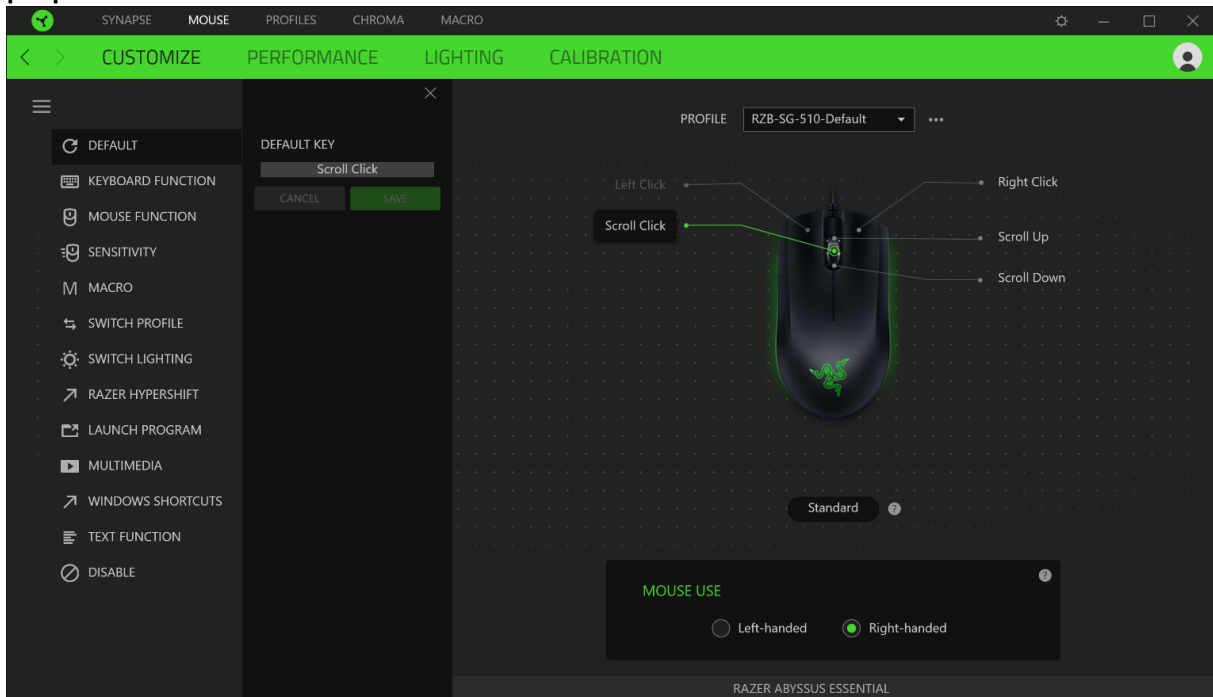 SYNAPSE MOUSE PROFILES CHROMA MACRO
CUSTOMIZE PERFORMANCE LIGHTING CALIBRATION
PROFILE RZB-SG-510-Default
DEFAULT
KEYBOARD FUNCTION
MOUSE FUNCTION
SENSITIVITY
M MACRO
SWITCH PROFILE
SWITCH LIGHTING
RAZER HYPERSHIFT
LAUNCH PROGRAM
MULTIMEDIA
WINDOWS SHORTCUTS
TEXT FUNCTION
DISABLE
DEFAULT KEY
Scroll Click
CANCEL SAVE
Left Click
Scroll Click
Right Click
Scroll Up
Scroll Down
Standard ?
?
MOUSE USE
Left-handed Right-handed
RAZER ABYSSUS ESSENTIAL